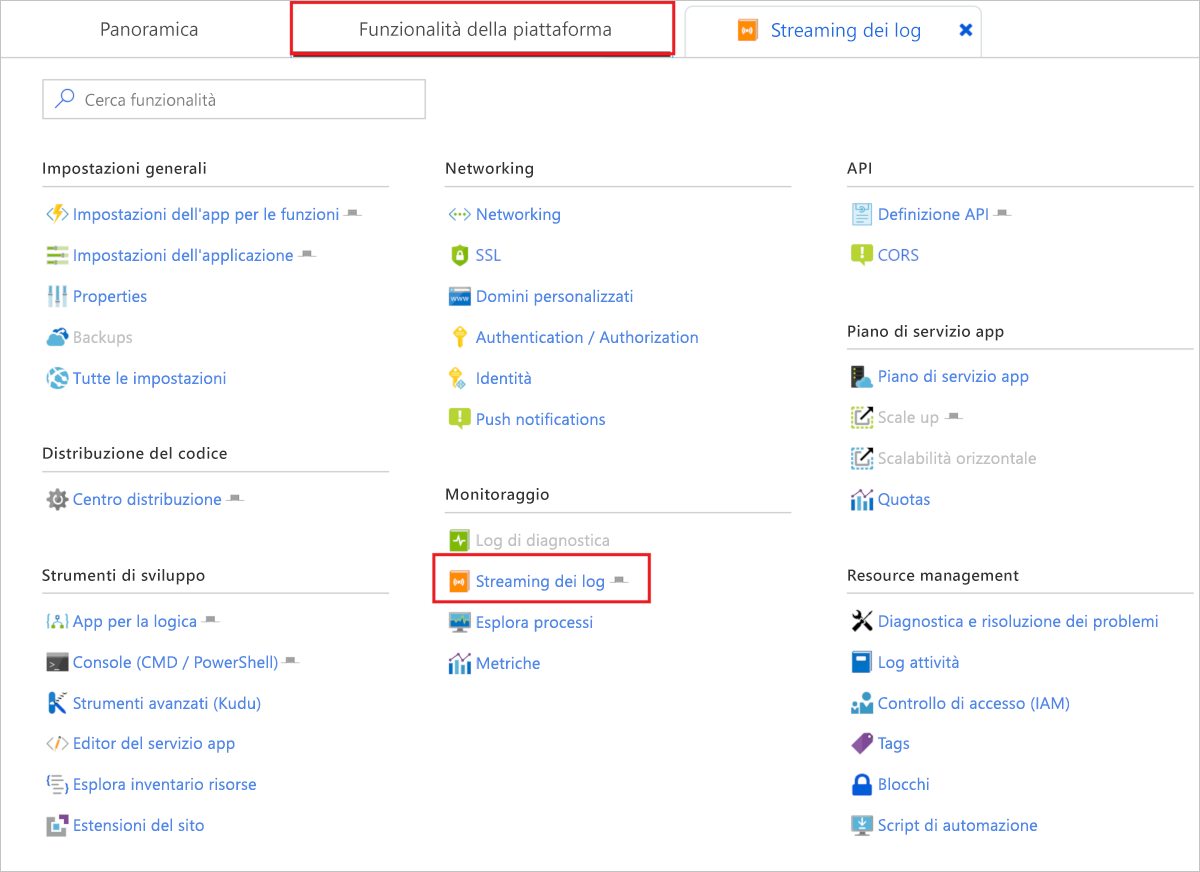 Panoramica
Funzionalità della piattaforma
Streaming dei log
Cerca funzionalità
Impostazioni generali
Impostazioni dell'app per le funzioni
Impostazioni dell'applicazione
Properties
Backups
Tutte le impostazioni
Distribuzione del codice
Centro distribuzione
Strumenti di sviluppo
App per la logica
Console (CMD / PowerShell)
Strumenti avanzati (Kudu)
Editor del servizio app
Esplora inventario risorse
Estensioni del sito
Networking
Networking
SSL
www
Domini personalizzati
Authentication / Authorization
Identità
Push notifications
Monitoraggio
Log di diagnostica
Streaming dei log
Esplora processi
Metriche
API
Definizione API
CORS
Piano di servizio app
Piano di servizio app
Scale up
Scalabilità orizzontale
Quotas
Resource management
Diagnostica e risoluzione dei problemi
Log attività
Controllo di accesso (IAM)
Tags
Blocchi
Script di automazione